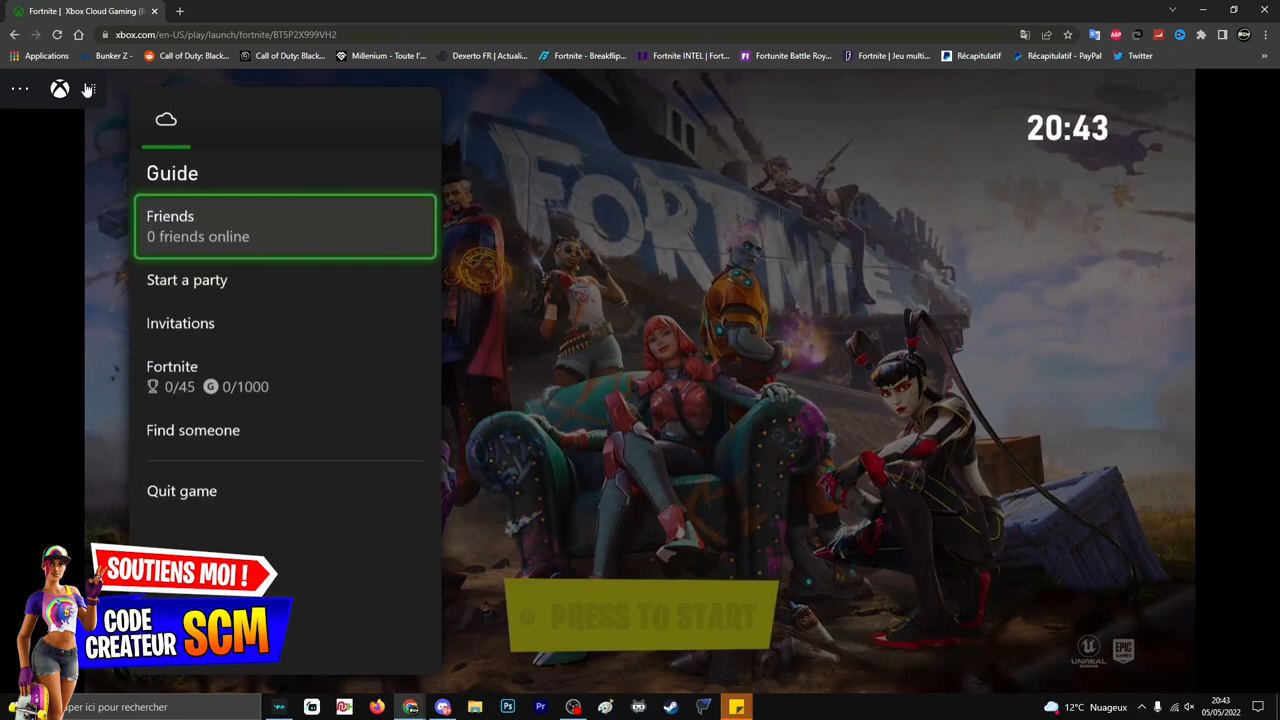 Fortnite | Xbox Cloud Gaming (B
xbox.com/en-US/play/launch/fortnite/BT5P2X999VH2
Applications
Bunker Z -
Call of Duty: Black...
Call of Duty: Black...
Millenium - Toute l'...
Dexerto FR | Actuali...
Fortnite - Breakflip...
Fortnite INTEL | Fort...
Fortunite Battle Roy...
Fortnite | Jeu multi...
Récapitulatif
Récapitulatif - PayPal
Twitter
20:43
Guide
Friends
0 friends online
Start a party
Invitations
Fortnite
0/45 G 0/1000
Find someone
Quit game
FORTNITE
PRESS TO START
SOUTIENS MOI !
CODE
CREATEUR SCM
UNREAL
EPIC
GAMES
per ici pour rechercher
12°C Nuageux
20:43
05/05/2022